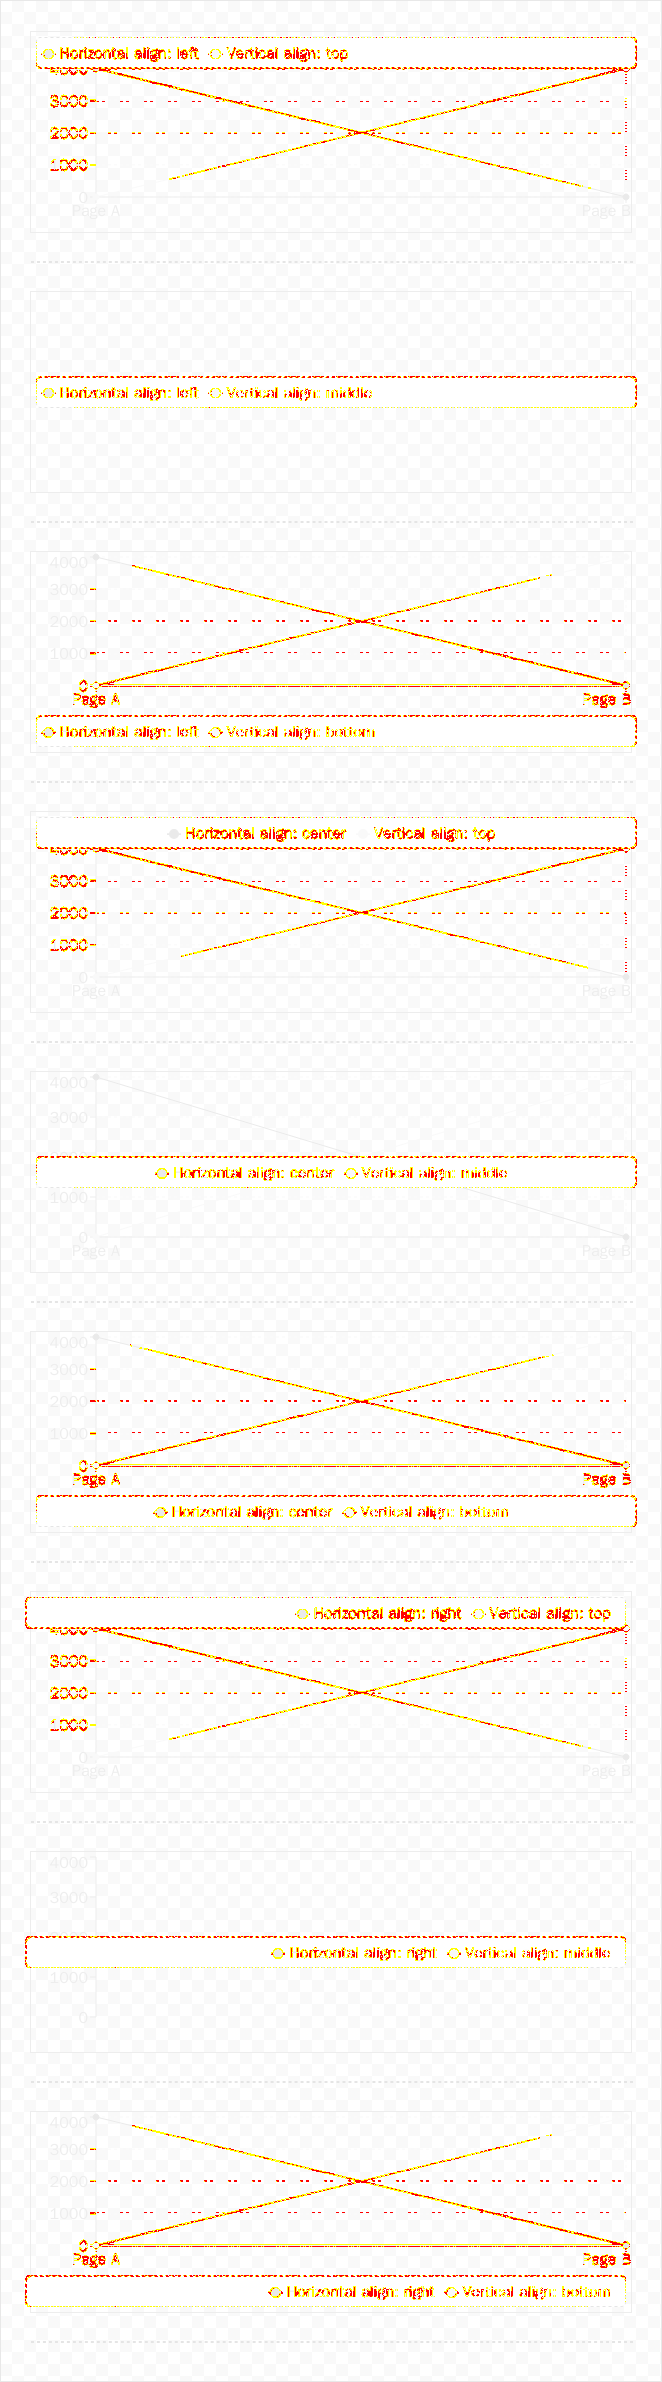 Horizontal align: left Vertical align: top
4000
3000
2000
1000
0
Page A Page B
Horizontal align: left Vertical align: middle
4000
3000
1000
0
Page A Page B
Horizontal align: left Vertical align: bottom
Horizontal align: center Vertical align: top
4000
3000
2000
1000
0
Page A Page B
4000
3000
Horizontal align: center Vertical align: middle
1000
0
Page A Page B
4000
3000
2000
1000
0
Page A Page B
Horizontal align: center Vertical align: bottom
Horizontal align: right Vertical align: top
4000
3000
2000
1000
Page A Page B
4000
3000
Horizontal align: right Vertical align: middle
1000
0
4000
3000
0
Page A Page B
Horizontal align: right Vertical align: bottom